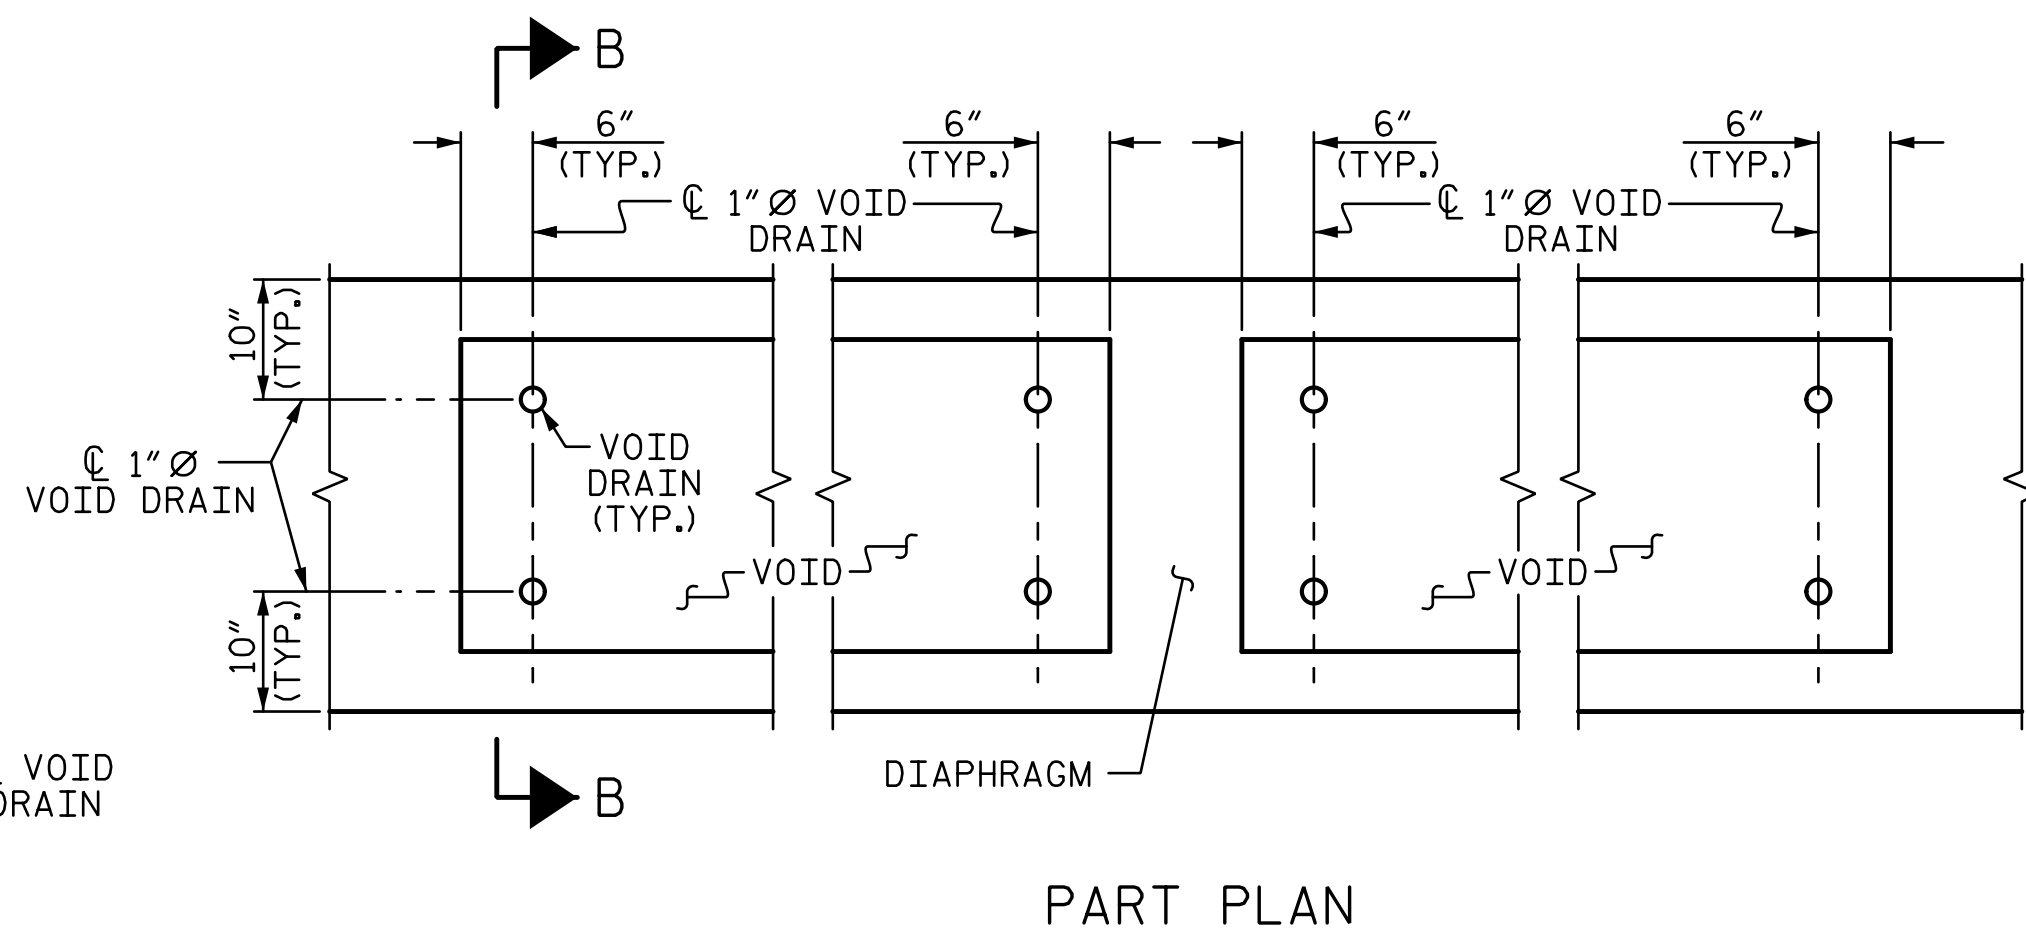 B
6" 6" 6" 6"
(TYP.) (TYP.) (TYP.) (TYP.)
℄ 1"Ø VOID
DRAIN
℄ 1"Ø VOID
DRAIN
10"
(TYP.)
℄ 1"Ø
VOID DRAIN
VOID
DRAIN
(TYP.)
VOID
VOID
10"
(TYP.)
VOID
DRAIN
B
DIAPHRAGM
PART PLAN